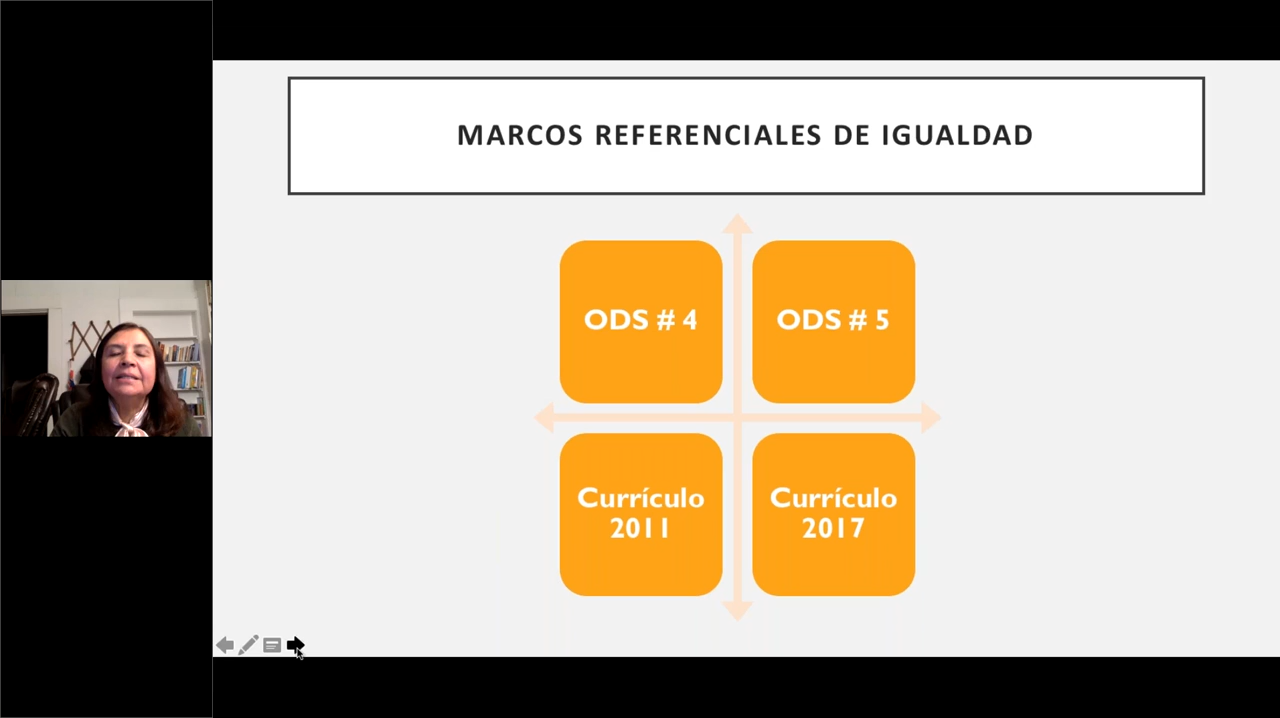 MARCOS REFERENCIALES DE IGUALDAD
ODS # 4
ODS # 5
Currículo
2011
Currículo
2017